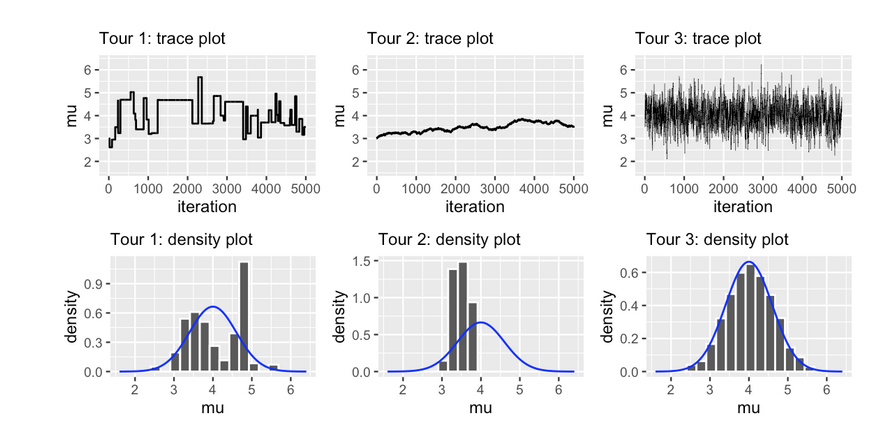 Tour 1: trace plot
Tour 2: trace plot
Tour 3: trace plot
mu
6
5
4
3
2
0 1000 2000 3000 4000 5000
iteration
mu
6
5
4
3
2
0 1000 2000 3000 4000 5000
iteration
mu
6
5
4
3
2
0 1000 2000 3000 4000 5000
iteration
Tour 1: density plot
Tour 2: density plot
Tour 3: density plot
density
0.9
0.6
0.3
0.0
2 3 4 5 6
mu
density
1.5
1.0
0.5
0.0
2 3 4 5 6
mu
density
0.6
0.4
0.2
0.0
2 3 4 5 6
mu